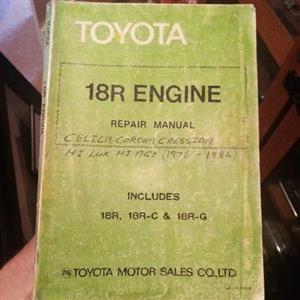 TOYOTA
18R ENGINE
REPAIR MANUAL
CELICA CORONA CRESSIDA
HI LUX HI ACE (1972 - 1984)
INCLUDES
18R, 18R-C & 18R-G
TOYOTA MOTOR SALES CO.,LTD